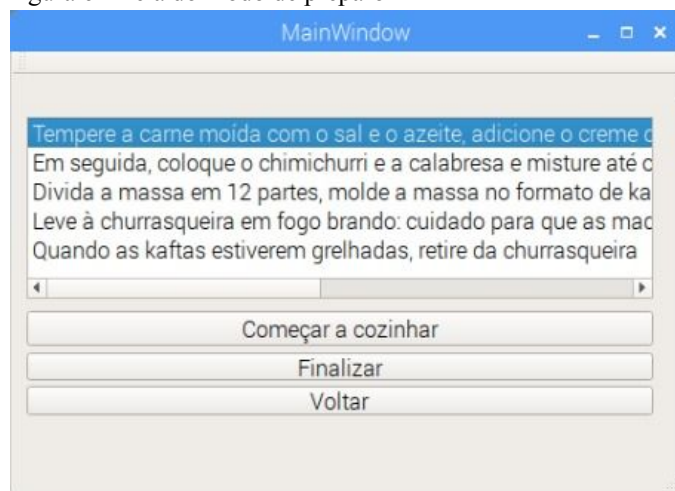 MainWindow
Tempere a carne moída com o sal e o azeite, adicione o creme
Em seguida, coloque o chimichurri e a calabresa e misture até
Divida a massa em 12 partes, molde a massa no formato de ka
Leve à churrasqueira em fogo brando: cuidado para que as mac
Quando as kaftas estiverem grelhadas, retire da churrasqueira
Começar a cozinhar
Finalizar
Voltar